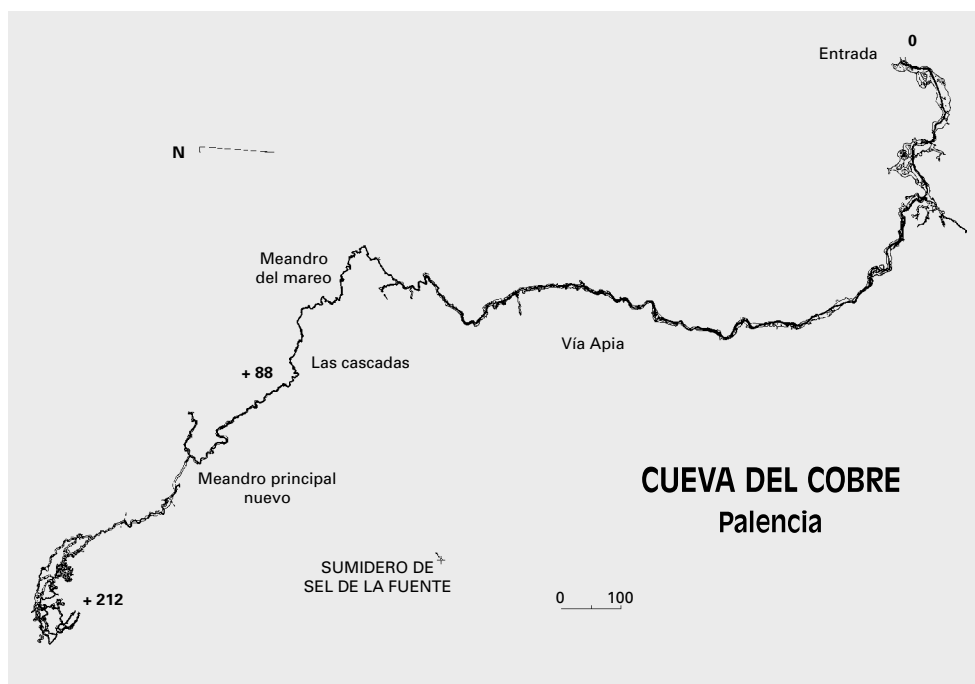 0
Entrada
N
Meandro
del mareo
Vía Apia
Las cascadas
+ 88
Meandro principal
nuevo
CUEVA DEL COBRE
Palencia
SUMIDERO DE
SEL DE LA FUENTE
0 100
+ 212